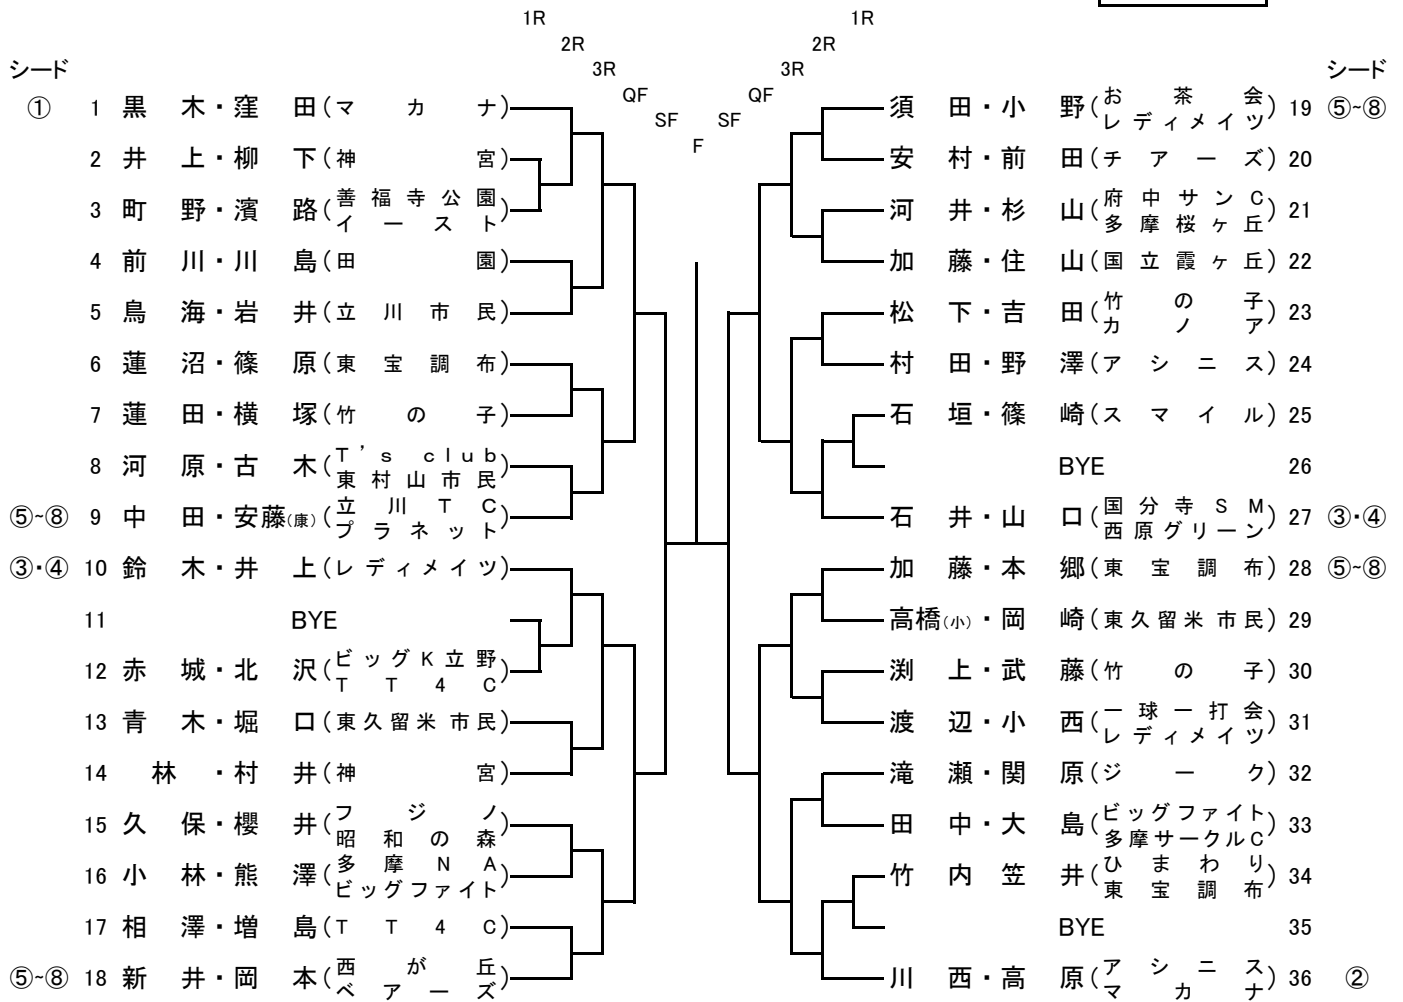 1R 1R
2R 2R
3R 3R
シード シード
QF QF
SF SF
F
① 1 黒木・窪田(マカナ)
2 井上・柳下(神宮)
3 町野・濱路(善福寺公園
イースト)
4 前川・川島(田園)
5 鳥海・岩井(立川市民)
6 蓮沼・篠原(東宝調布)
7 蓮田・横塚(竹の子)
8 河原・古木(T's club
東村山市民)
⑤~⑧ 9 中田・安藤(康)(立川TC
プラネット)
③・④ 10 鈴木・井上(レディメイツ)
11 BYE
12 赤城・北沢(ビッグK立野
TT4C)
13 青木・堀口(東久留米市民)
14 林・村井(神宮)
15 久保・櫻井(フジノ
昭和の森)
16 小林・熊澤(多摩NA
ビッグファイト)
17 相澤・増島(TT4C)
⑤~⑧ 18 新井・岡本(西が丘
ベアーズ)
須田・小野(お茶会
レディメイツ) 19 ⑤~⑧
安村・前田(チアーズ) 20
河井・杉山(府中サンC
多摩桜ヶ丘) 21
加藤・住山(国立霞ヶ丘) 22
松下・吉田(竹の子
カノア) 23
村田・野澤(アシニス) 24
石垣・篠崎(スマイル) 25
BYE 26
石井・山口(国分寺SM
西原グリーン) 27 ③・④
加藤・本郷(東宝調布) 28 ⑤~⑧
高橋(小)・岡崎(東久留米市民) 29
渕上・武藤(竹の子) 30
渡辺・小西(一球一打会
レディメイツ) 31
滝瀬・関原(ジーク) 32
田中・大島(ビッグファイト
多摩サークルC) 33
竹内笠井(ひまわり
東宝調布) 34
BYE 35
川西・高原(アシニス
マカナ) 36 ②